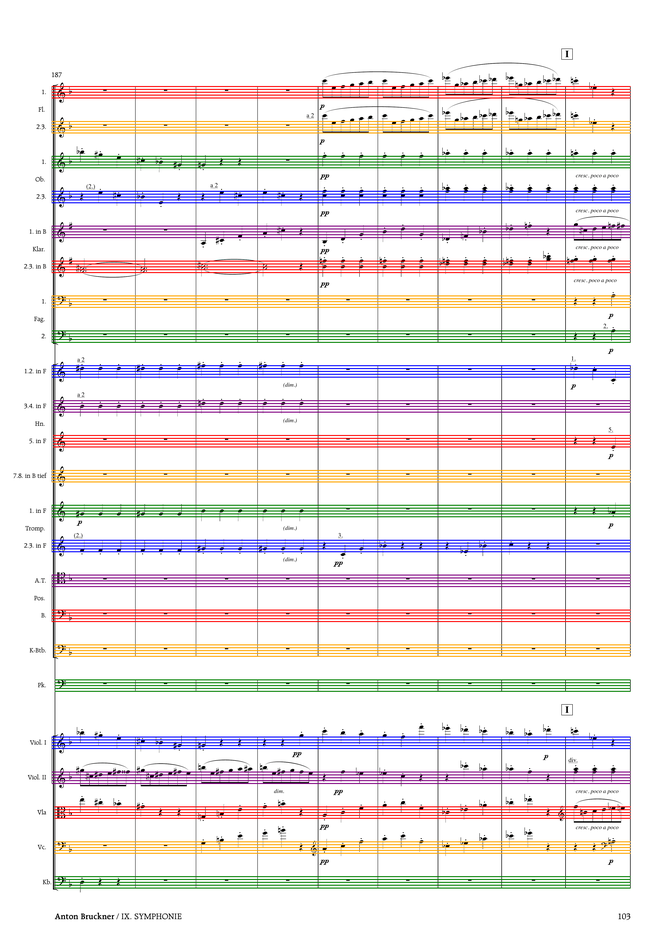 I
187
1.
Fl.
p
a 2
2.3.
p
1.
pp
cresc. poco a poco
Ob.
(2.)
a 2
2.3.
pp
cresc. poco a poco
1. in B
pp
cresc. poco a poco
Klar.
2.3. in B
pp
cresc. poco a poco
1.
p
Fag.
2.
2.
p
a 2
1.
1.2. in F
(dim.)
p
a 2
3.4. in F
(dim.)
Hn.
5. in F
5.
p
7.8. in B tief
1. in F
p
(dim.)
p
Tromp.
(2.)
3.
2.3. in F
(dim.)
pp
A.T.
Pos.
B.
K-Btb.
Pk.
I
Viol. I
pp
p
div.
Viol. II
dim.
pp
cresc. poco a poco
Vla
pp
cresc. poco a poco
Vc.
pp
p
Kb.
Anton Bruckner / IX. SYMPHONIE
103